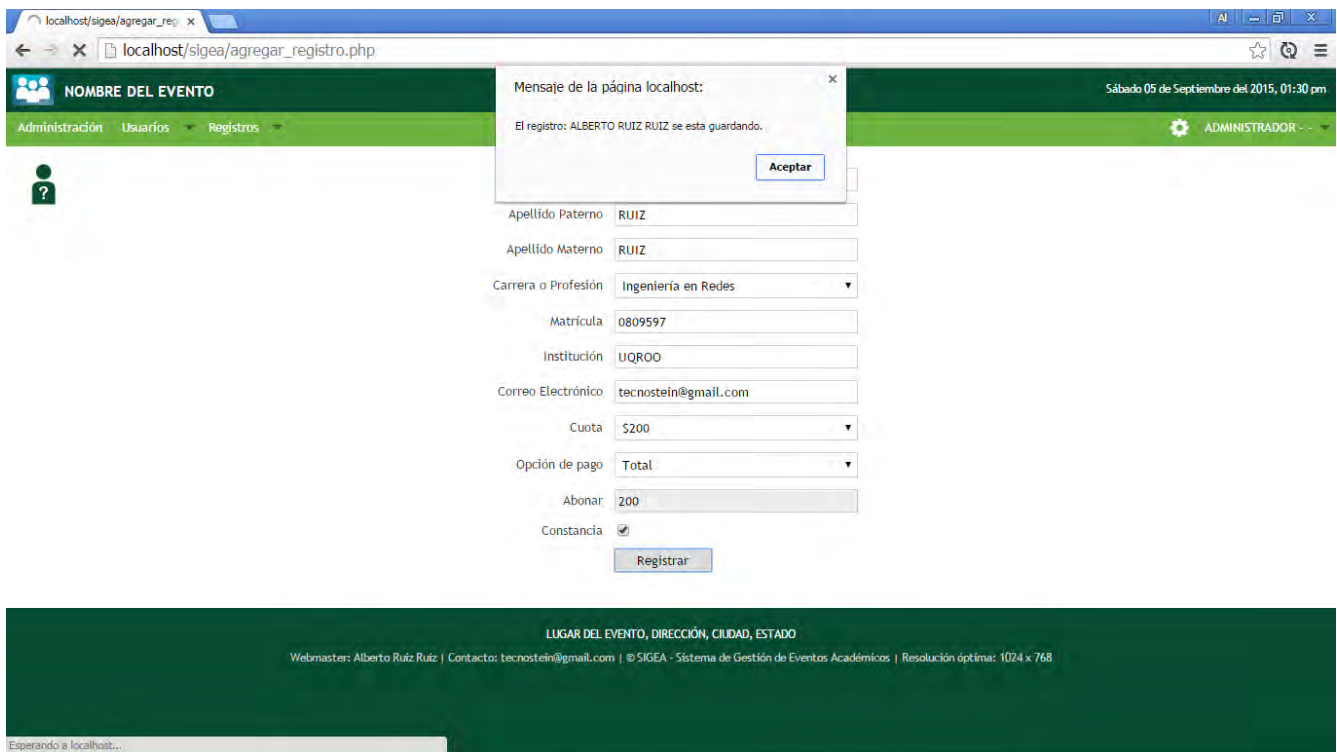 localhost/sigea/agregar_reg
Al
localhost/sigea/agregar_registro.php
NOMBRE DEL EVENTO
Sábado 05 de Septiembre del 2015, 01:30 pm
Administración Usuarios Registros
ADMINISTRADOR - -
Mensaje de la página localhost:
El registro: ALBERTO RUIZ RUIZ se esta guardando.
Aceptar
Apellido Paterno RUIZ
Apellido Materno RUIZ
Carrera o Profesión Ingeniería en Redes
Matrícula 0809597
Institución UQROO
Correo Electrónico tecnostein@gmail.com
Cuota $200
Opción de pago Total
Abonar 200
Constancia
Registrar
LUGAR DEL EVENTO, DIRECCIÓN, CIUDAD, ESTADO
Webmaster: Alberto Ruiz Ruiz | Contacto: tecnostein@gmail.com | © SIGEA - Sistema de Gestión de Eventos Académicos | Resolución óptima: 1024 x 768
Esperando a localhost...